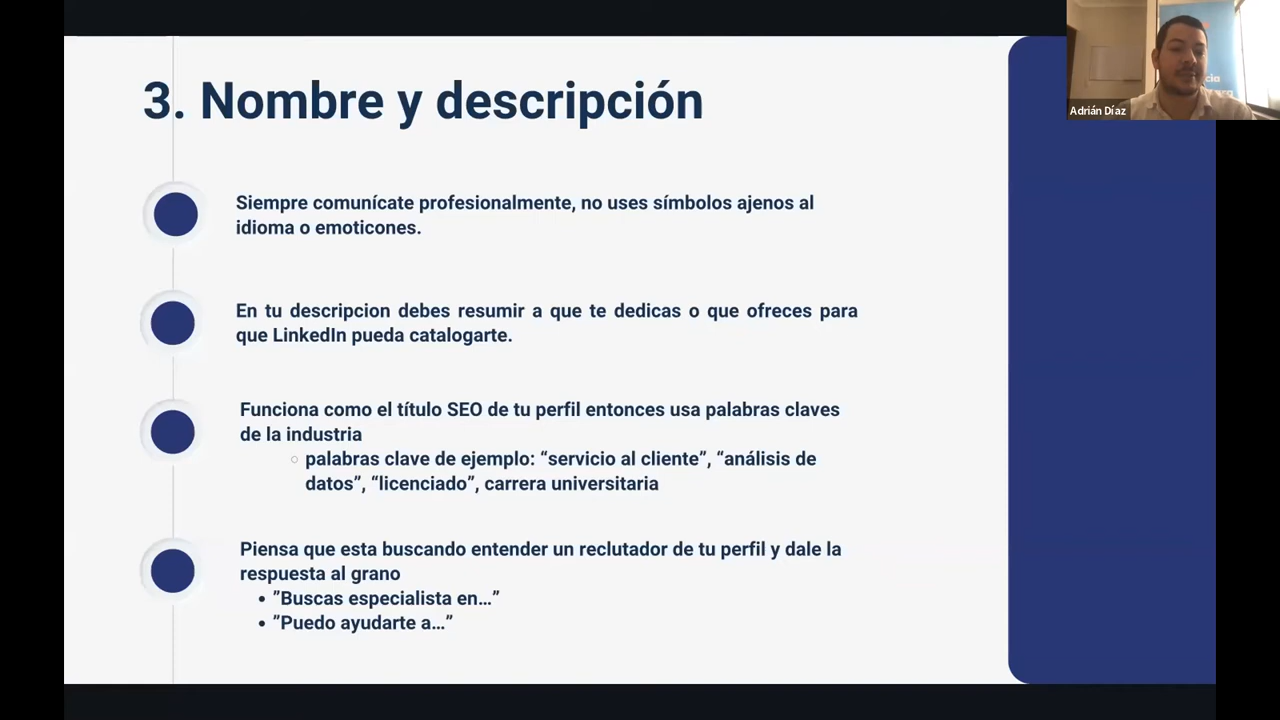 3. Nombre y descripción
Siempre comunícate profesionalmente, no uses símbolos ajenos al
idioma o emoticones.
En tu descripcion debes resumir a que te dedicas o que ofreces para
que LinkedIn pueda catalogarte.
Funciona como el título SEO de tu perfil entonces usa palabras claves
de la industria
palabras clave de ejemplo: “servicio al cliente”, “análisis de
datos”, “licenciado”, carrera universitaria
Piensa que esta buscando entender un reclutador de tu perfil y dale la
respuesta al grano
• ”Buscas especialista en...”
• ”Puedo ayudarte a...”
Adrián Díaz